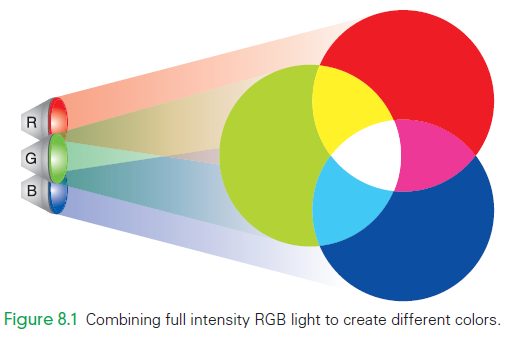 R
G
B
Figure 8.1 Combining full intensity RGB light to create different colors.